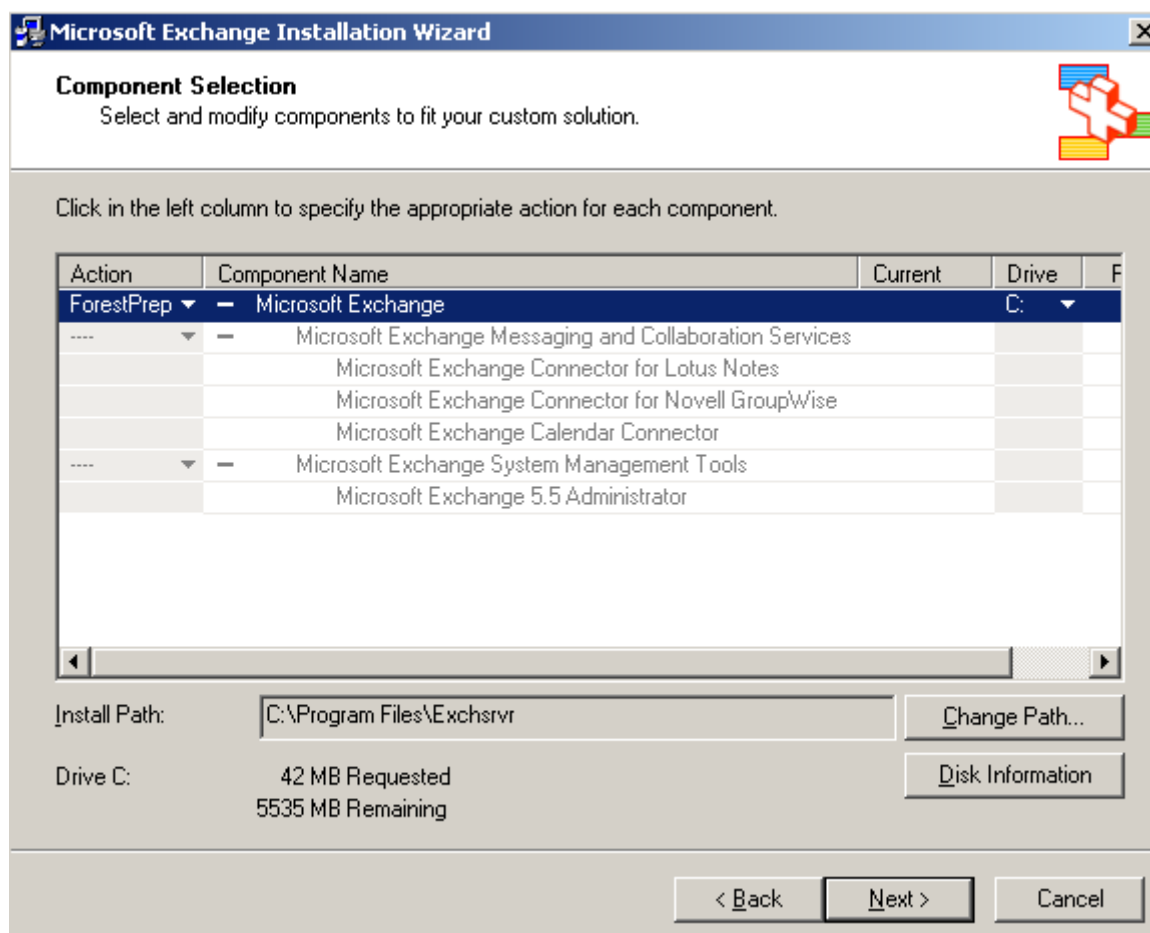 Microsoft Exchange Installation Wizard
Component Selection
Select and modify components to fit your custom solution.
Click in the left column to specify the appropriate action for each component.
Action Component Name Current Drive
ForestPrep Microsoft Exchange C:
---- Microsoft Exchange Messaging and Collaboration Services
Microsoft Exchange Connector for Lotus Notes
Microsoft Exchange Connector for Novell GroupWise
Microsoft Exchange Calendar Connector
---- Microsoft Exchange System Management Tools
Microsoft Exchange 5.5 Administrator
Install Path: C:\Program Files\Exchsrvr Change Path...
Drive C: 42 MB Requested Disk Information
5535 MB Remaining
< Back Next > Cancel